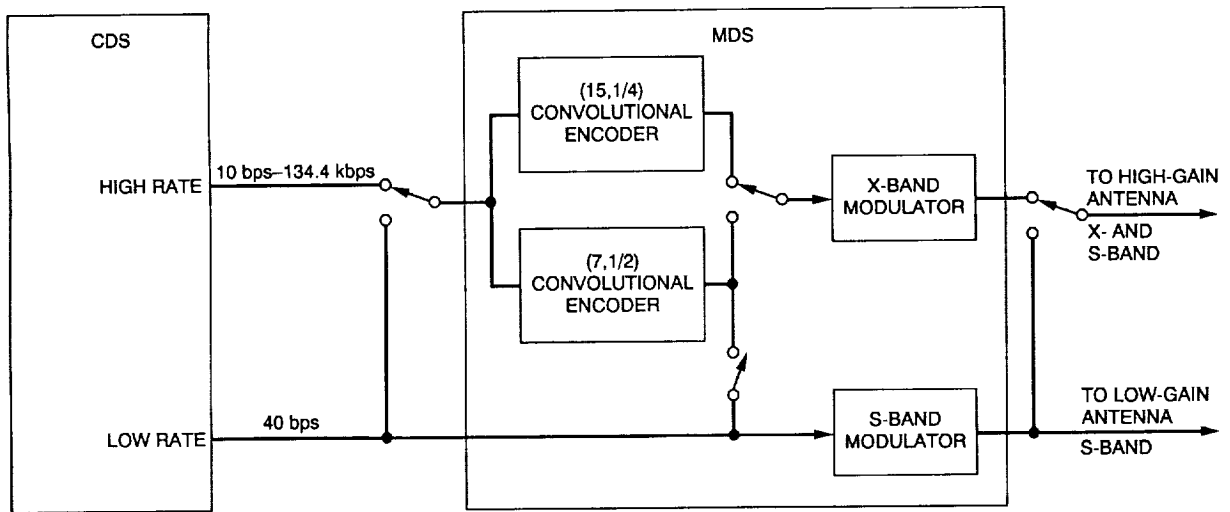 CDS
HIGH RATE
10 bps–134.4 kbps
LOW RATE
40 bps
MDS
(15,1/4)
CONVOLUTIONAL
ENCODER
(7,1/2)
CONVOLUTIONAL
ENCODER
X-BAND
MODULATOR
S-BAND
MODULATOR
TO HIGH-GAIN
ANTENNA
X- AND
S-BAND
TO LOW-GAIN
ANTENNA
S-BAND